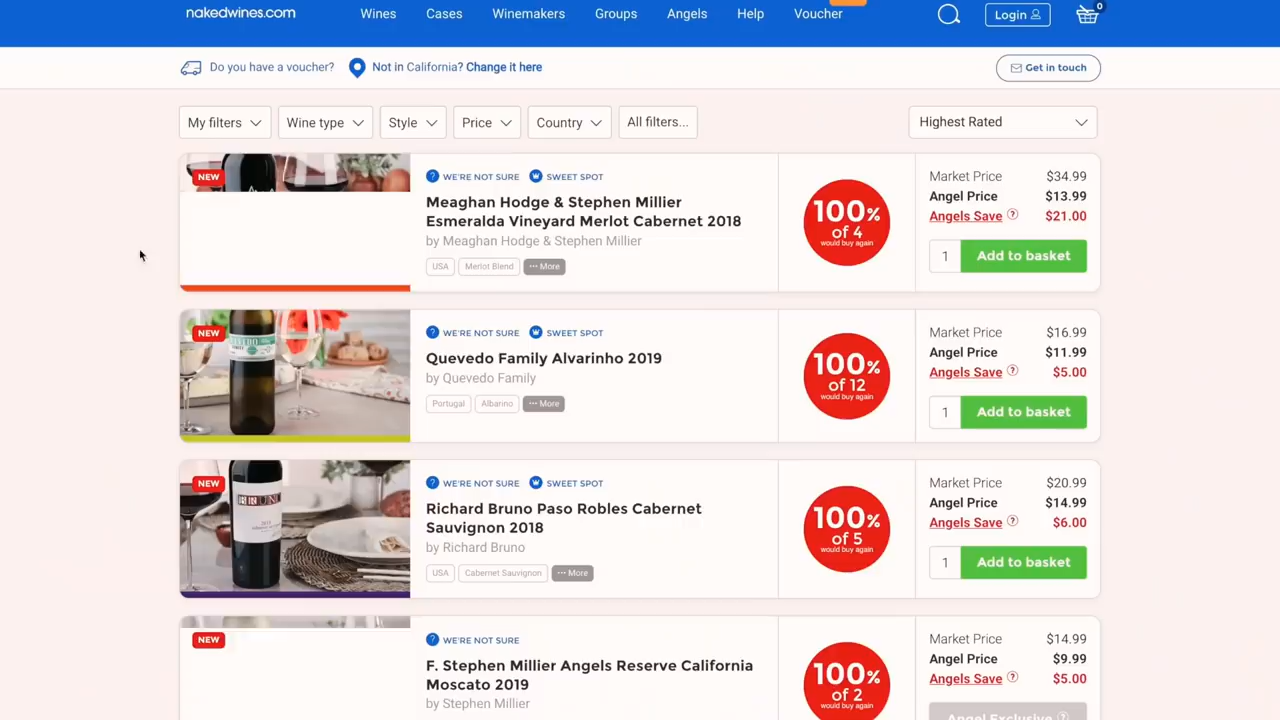 nakedwines.com Wines Cases Winemakers Groups Angels Help Voucher Login 0
Do you have a voucher? Not in California? Change it here Get in touch
My filters Wine type Style Price Country All filters... Highest Rated
NEW
? WE'RE NOT SURE SWEET SPOT
Meaghan Hodge & Stephen Millier
Esmeralda Vineyard Merlot Cabernet 2018
by Meaghan Hodge & Stephen Millier
USA Merlot Blend ··· More
100%
of 4
would buy again
Market Price $34.99
Angel Price $13.99
Angels Save ? $21.00
1 Add to basket
NEW
? WE'RE NOT SURE SWEET SPOT
Quevedo Family Alvarinho 2019
by Quevedo Family
Portugal Albarino ··· More
100%
of 12
would buy again
Market Price $16.99
Angel Price $11.99
Angels Save ? $5.00
1 Add to basket
NEW
BRUNO
? WE'RE NOT SURE SWEET SPOT
Richard Bruno Paso Robles Cabernet
Sauvignon 2018
by Richard Bruno
USA Cabernet Sauvignon ··· More
100%
of 5
would buy again
Market Price $20.99
Angel Price $14.99
Angels Save ? $6.00
1 Add to basket
NEW
? WE'RE NOT SURE
F. Stephen Millier Angels Reserve California
Moscato 2019
by Stephen Millier
100%
of 2
would buy again
Market Price $14.99
Angel Price $9.99
Angels Save ? $5.00
Angel Exclusive ?